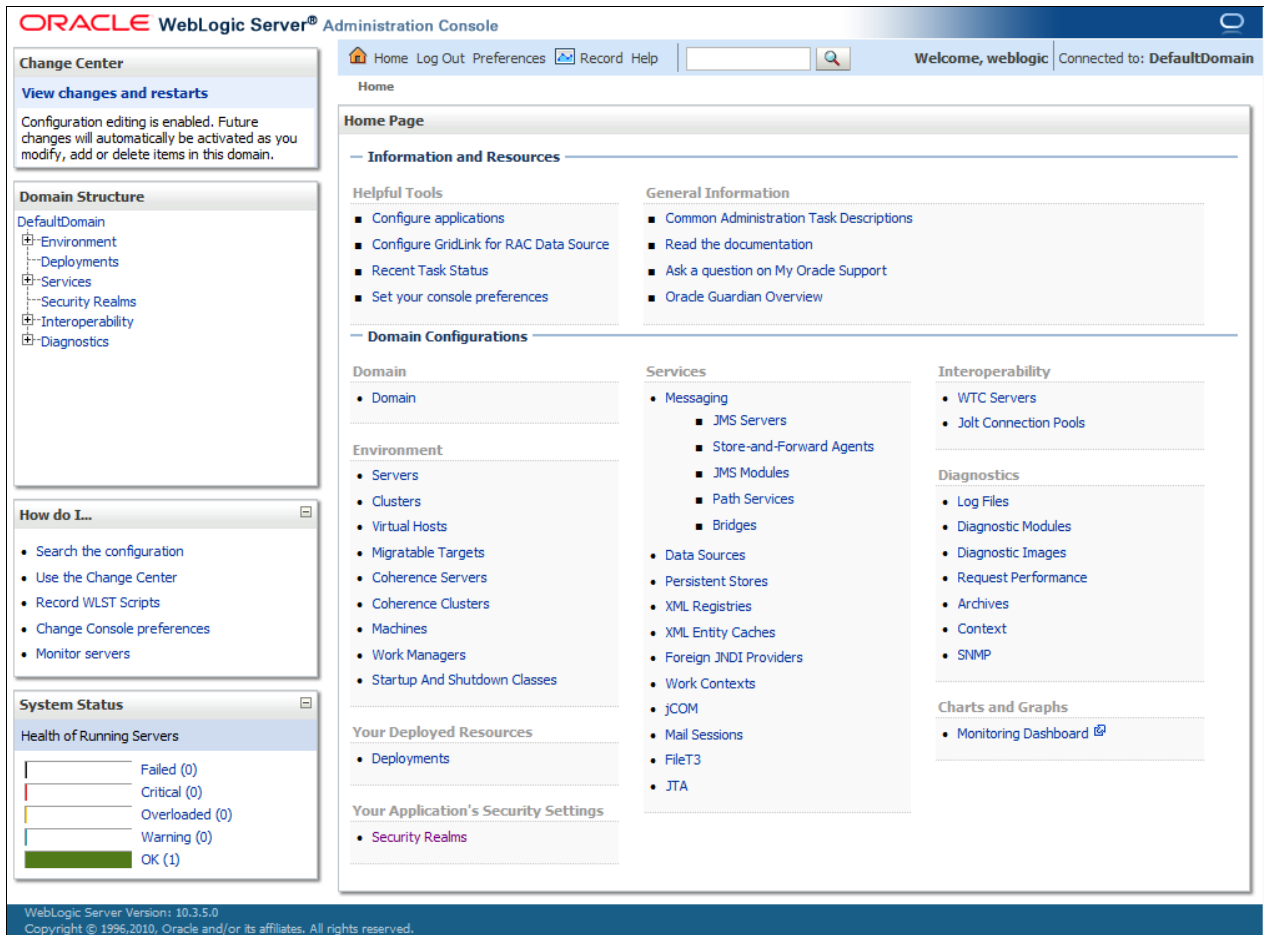 ORACLE WebLogic Server® Administration Console
Change Center
View changes and restarts
Configuration editing is enabled. Future
changes will automatically be activated as you
modify, add or delete items in this domain.
Domain Structure
DefaultDomain
Environment
Deployments
Services
Security Realms
Interoperability
Diagnostics
How do I...
Search the configuration
Use the Change Center
Record WLST Scripts
Change Console preferences
Monitor servers
System Status
Health of Running Servers
Failed (0)
Critical (0)
Overloaded (0)
Warning (0)
OK (1)
Home Log Out Preferences Record Help
Welcome, weblogic Connected to: DefaultDomain
Home
Home Page
Information and Resources
Helpful Tools
Configure applications
Configure GridLink for RAC Data Source
Recent Task Status
Set your console preferences
General Information
Common Administration Task Descriptions
Read the documentation
Ask a question on My Oracle Support
Oracle Guardian Overview
Domain Configurations
Domain
Domain
Environment
Servers
Clusters
Virtual Hosts
Migratable Targets
Coherence Servers
Coherence Clusters
Machines
Work Managers
Startup And Shutdown Classes
Your Deployed Resources
Deployments
Your Application's Security Settings
Security Realms
Services
Messaging
JMS Servers
Store-and-Forward Agents
JMS Modules
Path Services
Bridges
Data Sources
Persistent Stores
XML Registries
XML Entity Caches
Foreign JNDI Providers
Work Contexts
jCOM
Mail Sessions
FileT3
JTA
Interoperability
WTC Servers
Jolt Connection Pools
Diagnostics
Log Files
Diagnostic Modules
Diagnostic Images
Request Performance
Archives
Context
SNMP
Charts and Graphs
Monitoring Dashboard
WebLogic Server Version: 10.3.5.0
Copyright © 1996,2010, Oracle and/or its affiliates. All rights reserved.